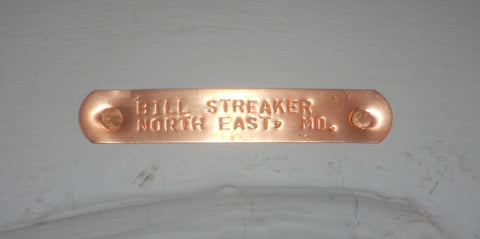 BILL STREAKER
NORTH EAST, MD.